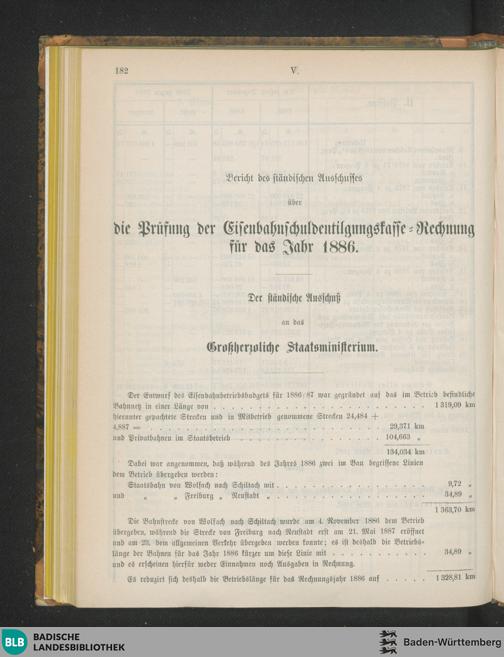 182
V.
Bericht des ständischen Ausschusses
über
die Prüfung der Eisenbahnschuldentilgungskasse-Rechnung
für das Jahr 1886.
Der ständische Ausschuß
an das
Großherzogliche Staatsministerium.
Der Entwurf des Eisenbahnbetriebsbudgets für 1886/87 war gegründet auf das im Betrieb befindliche
Bahnnetz in einer Länge von . . . . . . . . . . 1 319,09 km
hierunter gepachtete Strecken und in Mitbetrieb genommene Strecken 24,484 +
4,887 = . . . . . . . . . . 29,371 km
und Privatbahnen im Staatsbetrieb . . . . . . . . . . 104,663 "
134,034 km
Dabei war angenommen, daß während des Jahres 1886 zwei im Bau begriffene Linien
dem Betrieb übergeben werden:
Staatsbahn von Wolfach nach Schiltach mit . . . . . . . . . . 9,72 "
und " " Freiburg " Neustadt " . . . . . . . . . . 34,89 "
1 363,70 km
Die Bahnstrecke von Wolfach nach Schiltach wurde am 4. November 1886 dem Betrieb
übergeben, während die Strecke von Freiburg nach Neustadt erst am 21. Mai 1887 eröffnet
und am 23. dem allgemeinen Verkehr übergeben werden konnte; es ist deshalb die Betriebs-
länge der Bahnen für das Jahr 1886 kürzer um diese Linie mit . . . . . . . . . . 34,89 "
und es erscheinen hierfür weder Einnahmen noch Ausgaben in Rechnung.
Es reduzirt sich deshalb die Betriebslänge für das Rechnungsjahr 1886 auf . . . . . 1 328,81 km
BLB
BADISCHE
LANDESBIBLIOTHEK
Baden-Württemberg